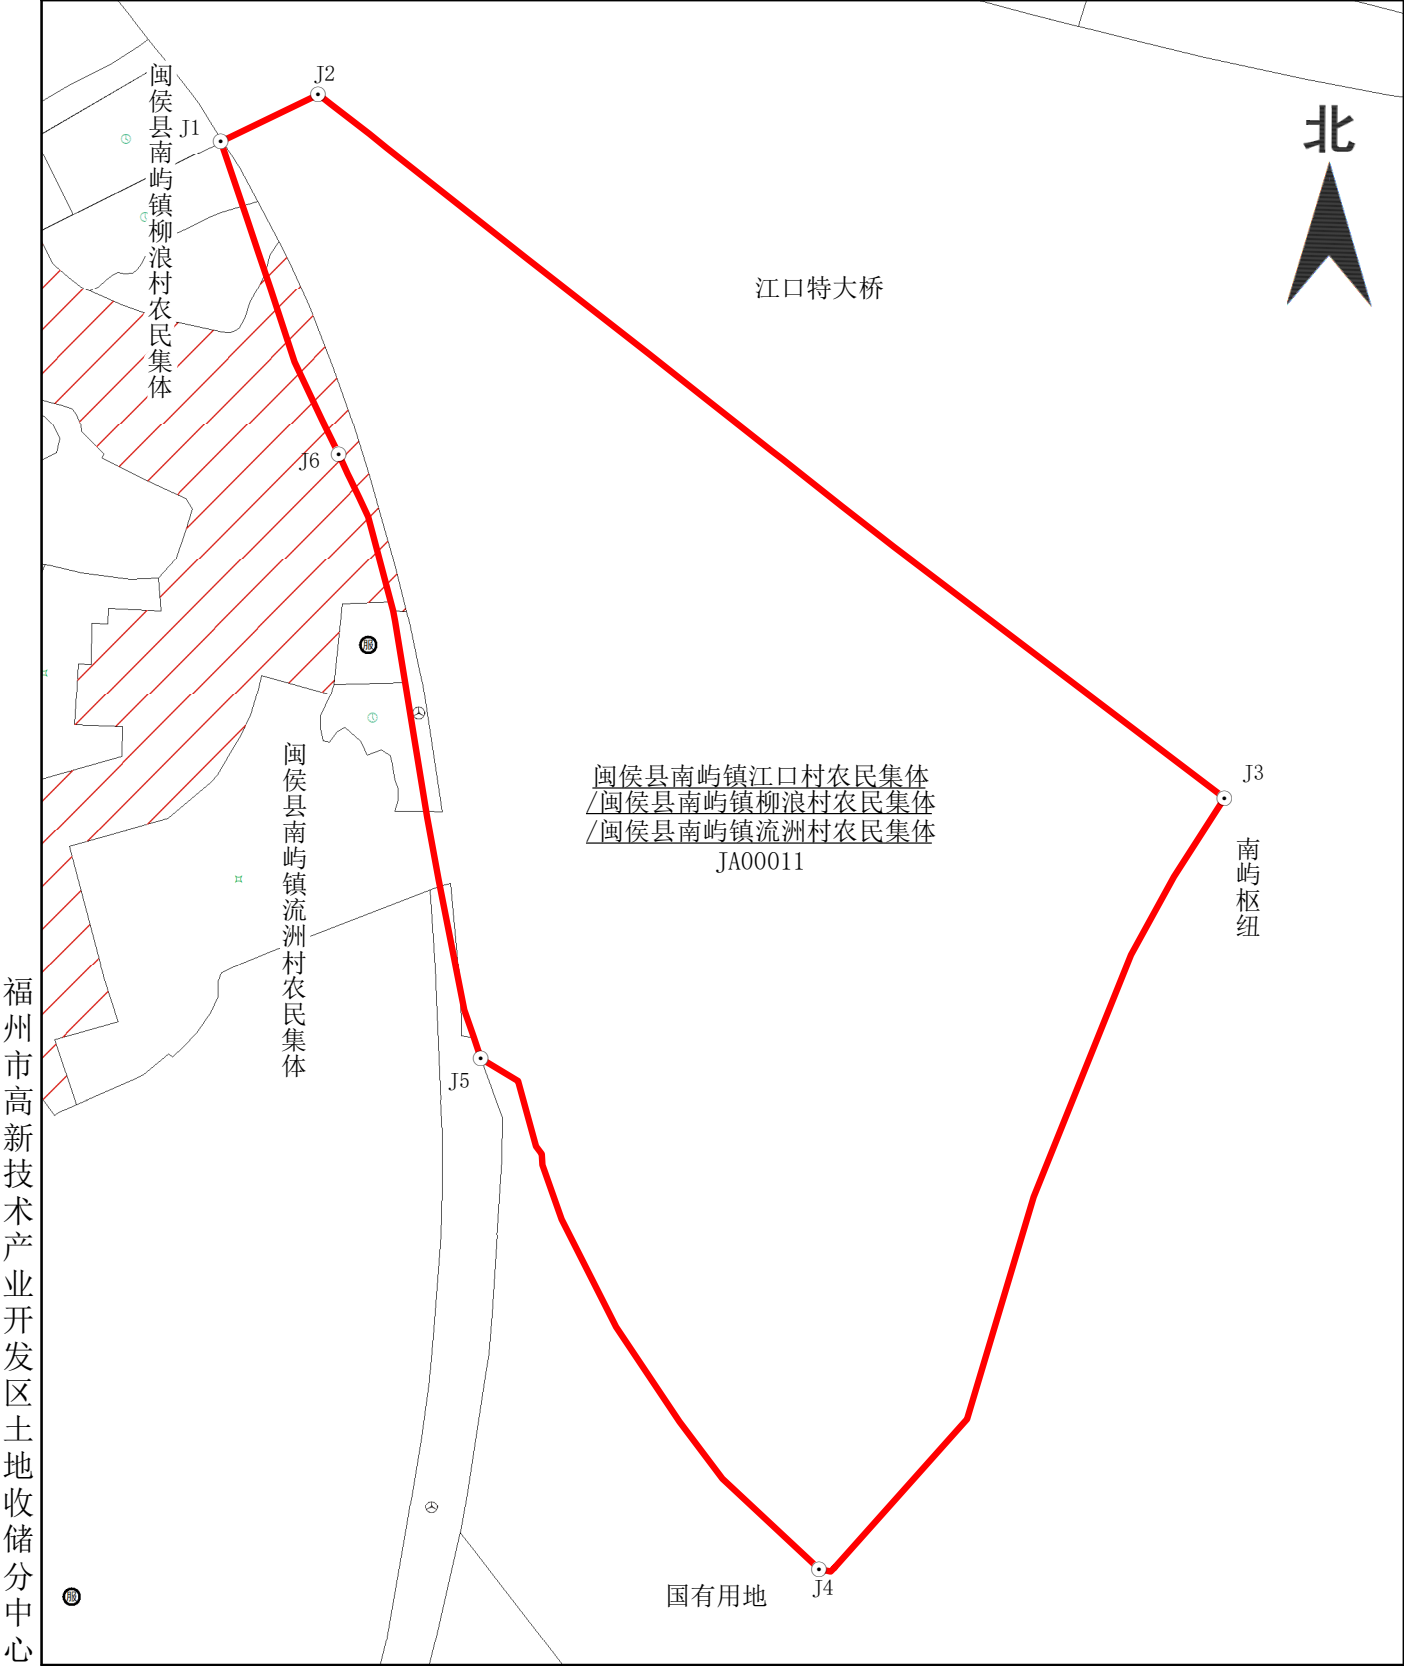 J2
闽侯县南屿镇柳浪村农民集体
J1
北
江口特大桥
J6
服
闽侯县南屿镇流洲村农民集体
闽侯县南屿镇江口村农民集体
/闽侯县南屿镇柳浪村农民集体
/闽侯县南屿镇流洲村农民集体
JA00011
J3
南屿枢纽
福州市高新技术产业开发区土地收储分中心
J5
国有用地
J4
服